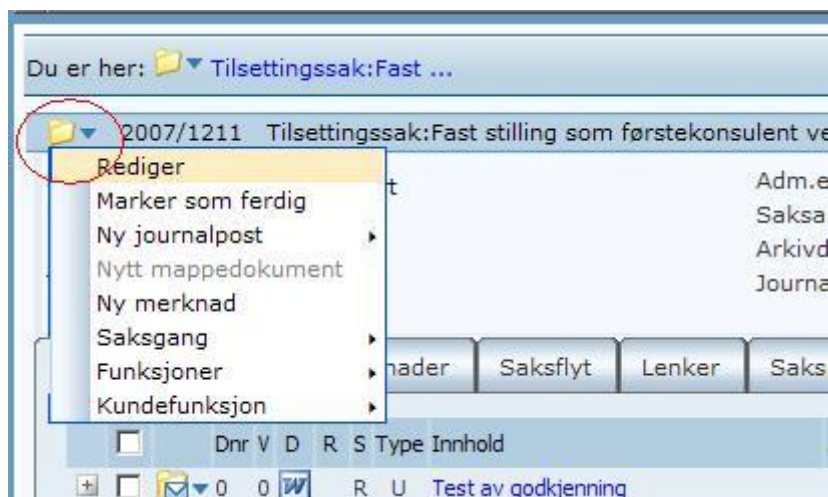 Du er her: Tilsettingssak:Fast ...
2007/1211 Tilsettingssak:Fast stilling som førstekonsulent ve
Rediger
t
Adm.e
Marker som ferdig
Saksa
Ny journalpost
Arkivd
Nytt mappedokument
Journa
Ny merknad
Saksgang
Funksjoner
nader Saksflyt Lenker Saks
Kundefunksjon
Dnr V D R S Type Innhold
0 0 W R U Test av godkjenning